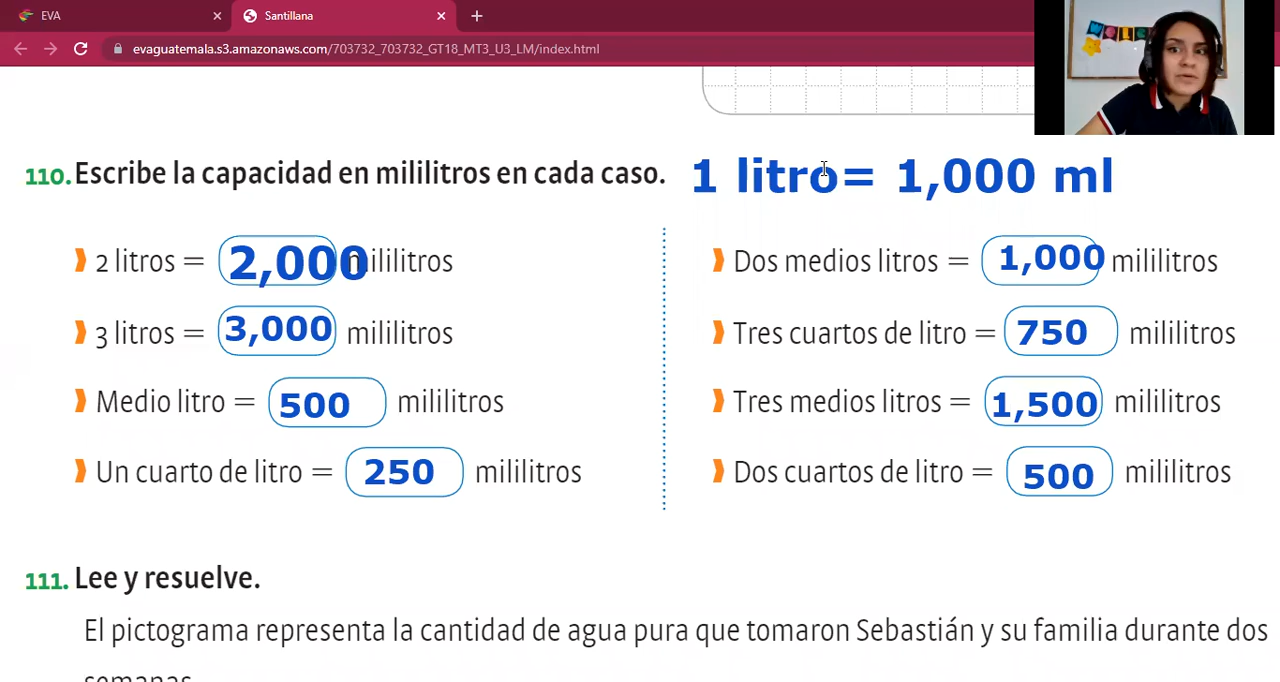 EVA
Santillana
evaguatemala.s3.amazonaws.com/703732_703732_GT18_MT3_U3_LM/index.html
110. Escribe la capacidad en mililitros en cada caso. 1 litro= 1,000 ml
2 litros = 2,000 mililitros
3 litros = 3,000 mililitros
Medio litro = 500 mililitros
Un cuarto de litro = 250 mililitros
Dos medios litros = 1,000 mililitros
Tres cuartos de litro = 750 mililitros
Tres medios litros = 1,500 mililitros
Dos cuartos de litro = 500 mililitros
111. Lee y resuelve.
El pictograma representa la cantidad de agua pura que tomaron Sebastián y su familia durante dos
semanas